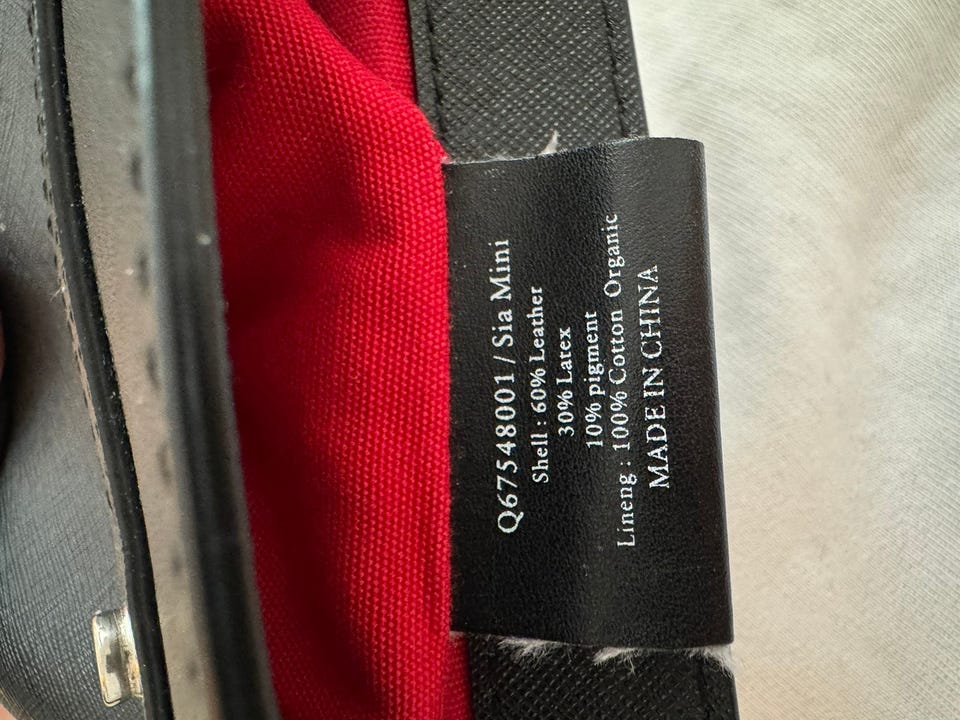 Q67548001 / Sia Mini
Shell : 60% Leather
30% Latex
10% pigment
Lineng : 100% Cotton Organic
MADE IN CHINA